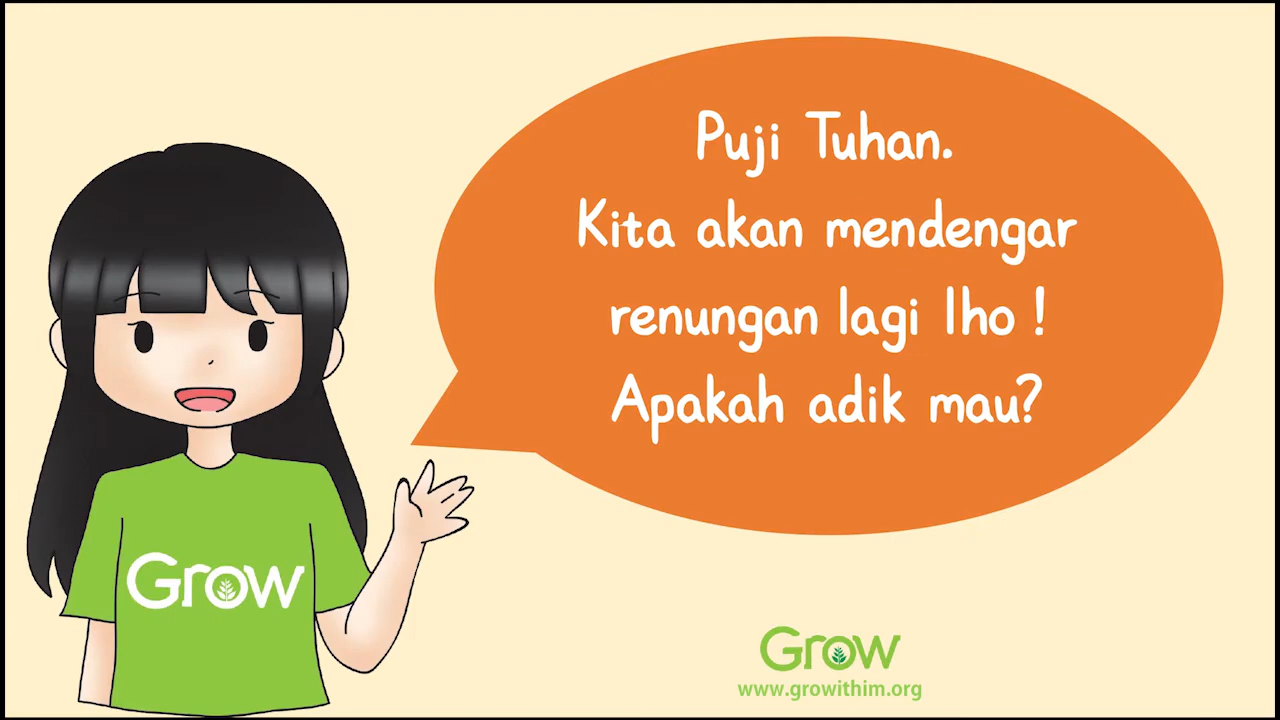 Puji Tuhan.
Kita akan mendengar
renungan lagi lho !
Apakah adik mau?
Grow
Grow
www.growithim.org